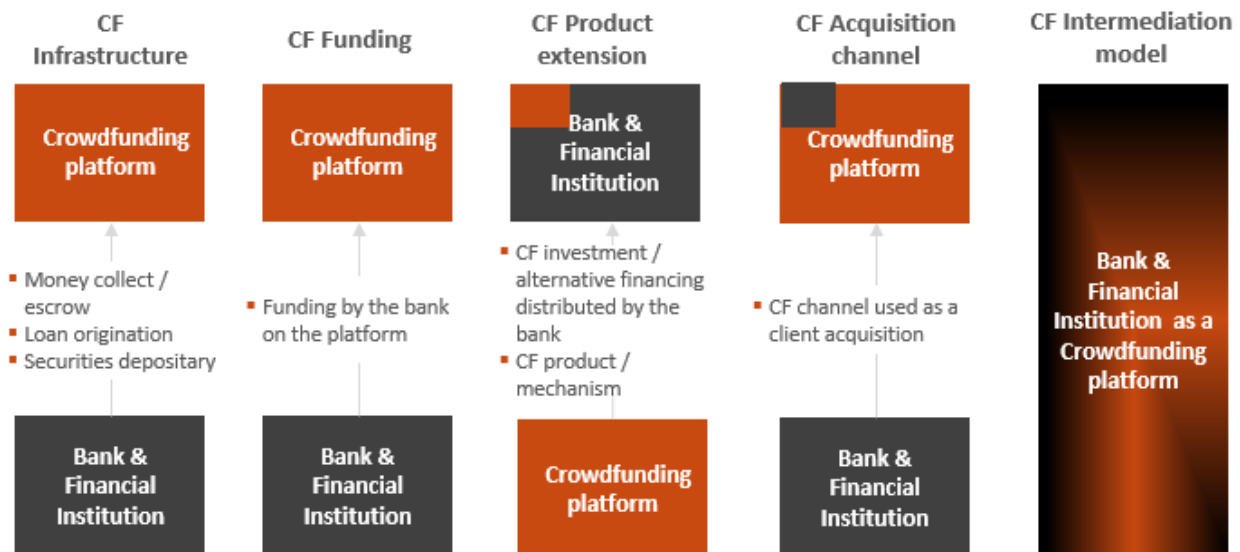 CF
Infrastructure
Crowdfunding
platform
▪ Money collect /
escrow
▪ Loan origination
▪ Securities depositary
Bank &
Financial
Institution
CF Funding
Crowdfunding
platform
▪ Funding by the bank
on the platform
Bank &
Financial
Institution
CF Product
extension
Bank &
Financial
Institution
▪ CF investment /
alternative financing
distributed by the
bank
▪ CF product /
mechanism
Crowdfunding
platform
CF Acquisition
channel
Crowdfunding
platform
▪ CF channel used as a
client acquisition
Bank &
Financial
Institution
CF Intermediation
model
Bank &
Financial
Institution as a
Crowdfunding
platform